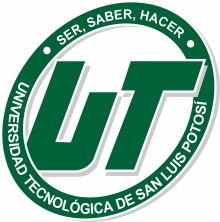 · SER, SABER, HACER ·
UT
UNIVERSIDAD TECNOLÓGICA DE SAN LUIS POTOSÍ